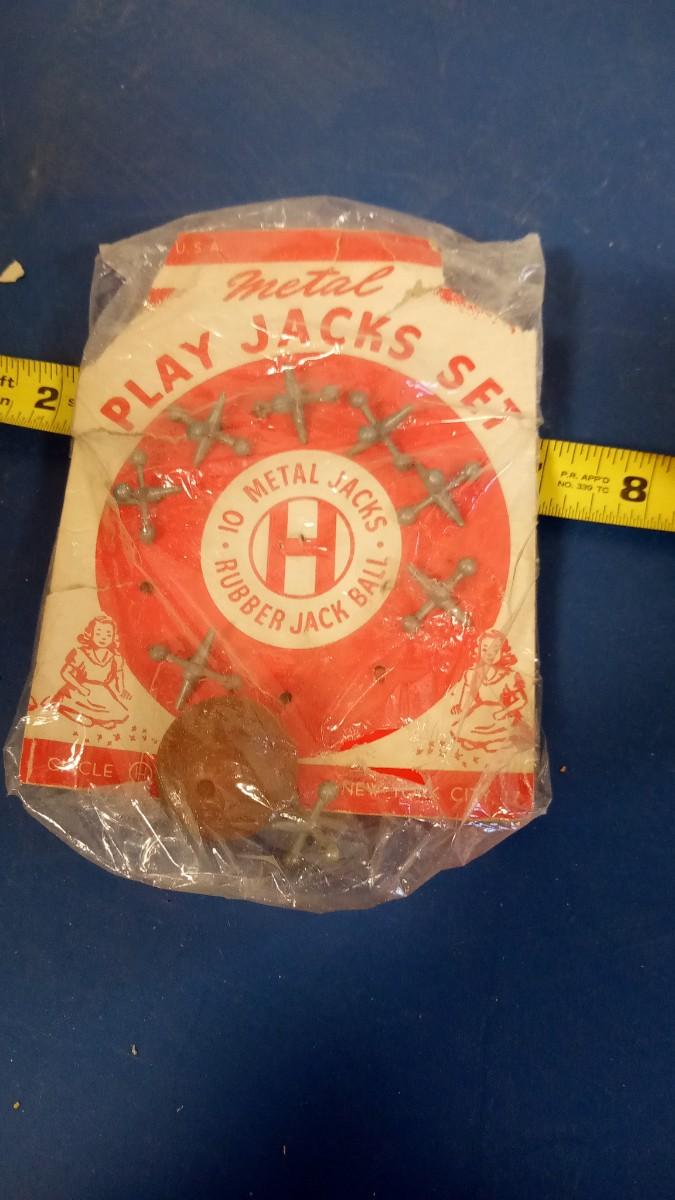 U.S.A.
Metal
PLAY JACKS SET
10 METAL JACKS
H
RUBBER JACK BALL
CIRCLE H
NEW YORK CITY
ft
2
P.R. APP'D
NO. 339 TC
8